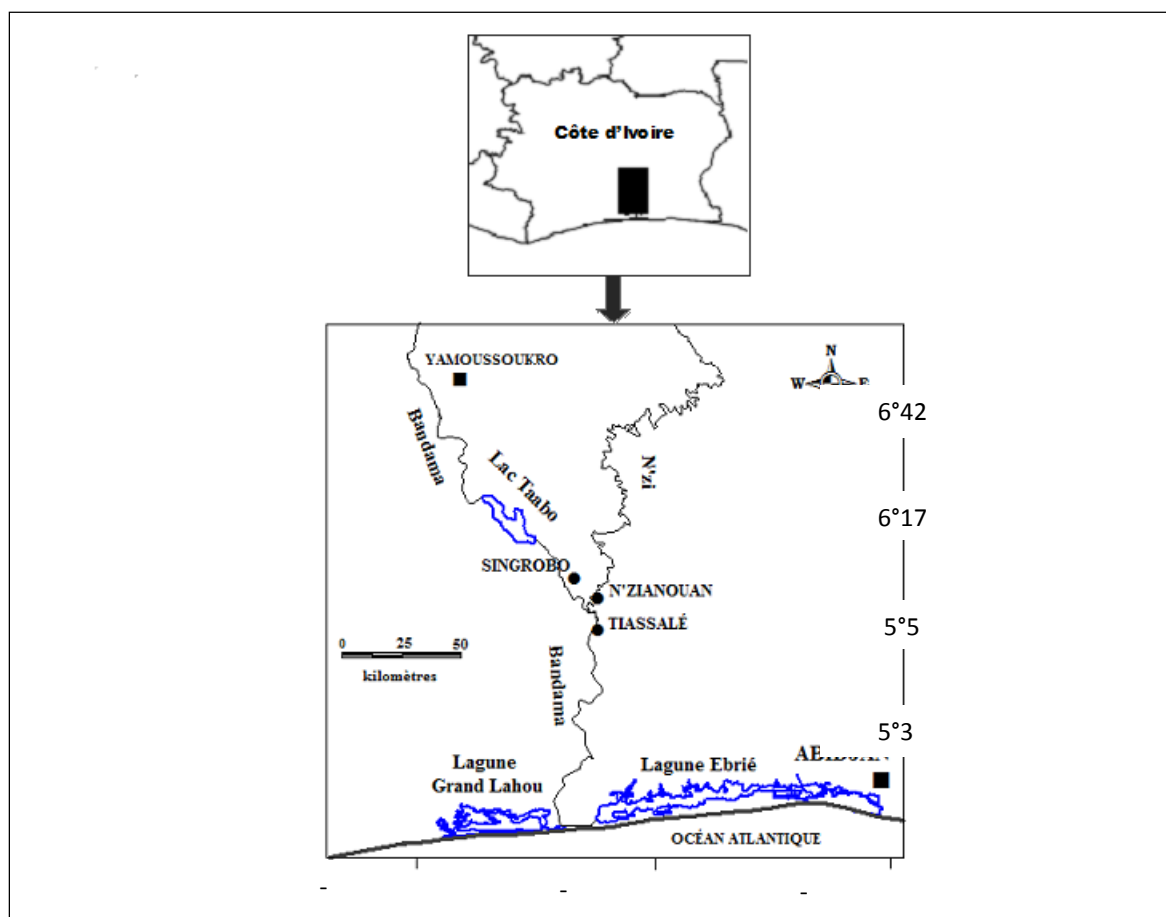 Côte d'Ivoire
YAMOUSSOUKRO
N
W E
6°42
Bandama
N'zi
Lac Taabo
6°17
SINGROBO
N'ZIANOUAN
TIASSALÉ
5°5
0 25 50
kilomètres
Bandama
5°3
ABIDJAN
Lagune
Grand Lahou
Lagune Ebrié
OCÉAN ATLANTIQUE
- - -